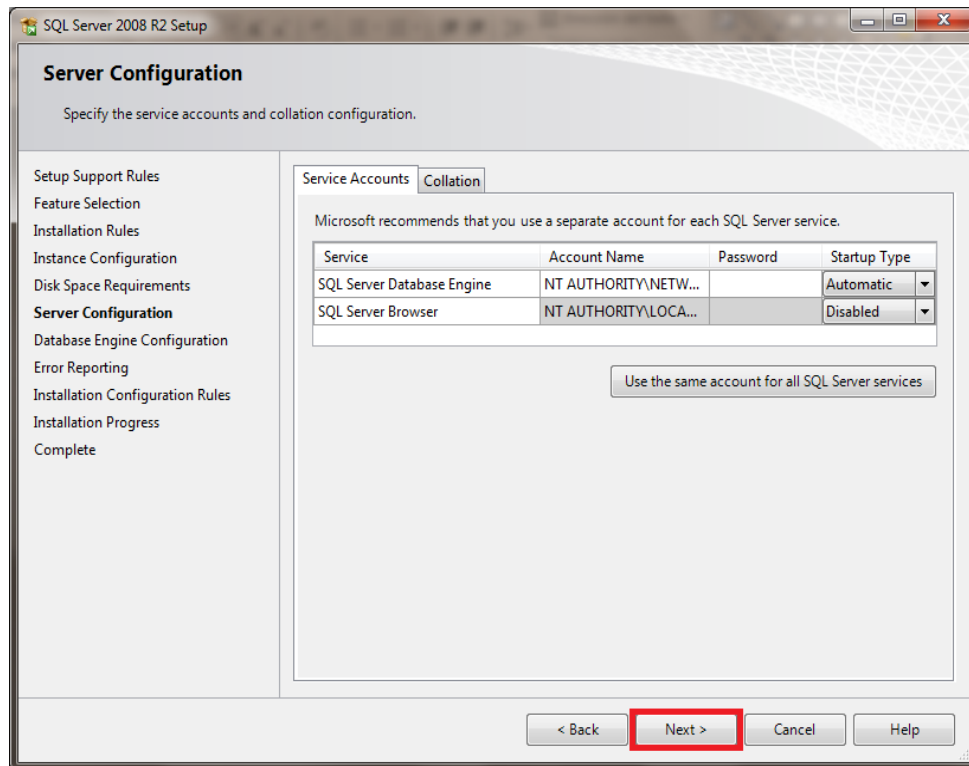 SQL Server 2008 R2 Setup
Server Configuration
Specify the service accounts and collation configuration.
Setup Support Rules
Feature Selection
Installation Rules
Instance Configuration
Disk Space Requirements
Server Configuration
Database Engine Configuration
Error Reporting
Installation Configuration Rules
Installation Progress
Complete
Service Accounts Collation
Microsoft recommends that you use a separate account for each SQL Server service.
Service Account Name Password Startup Type
SQL Server Database Engine NT AUTHORITY\NETW... Automatic
SQL Server Browser NT AUTHORITY\LOCA... Disabled
Use the same account for all SQL Server services
< Back Next > Cancel Help